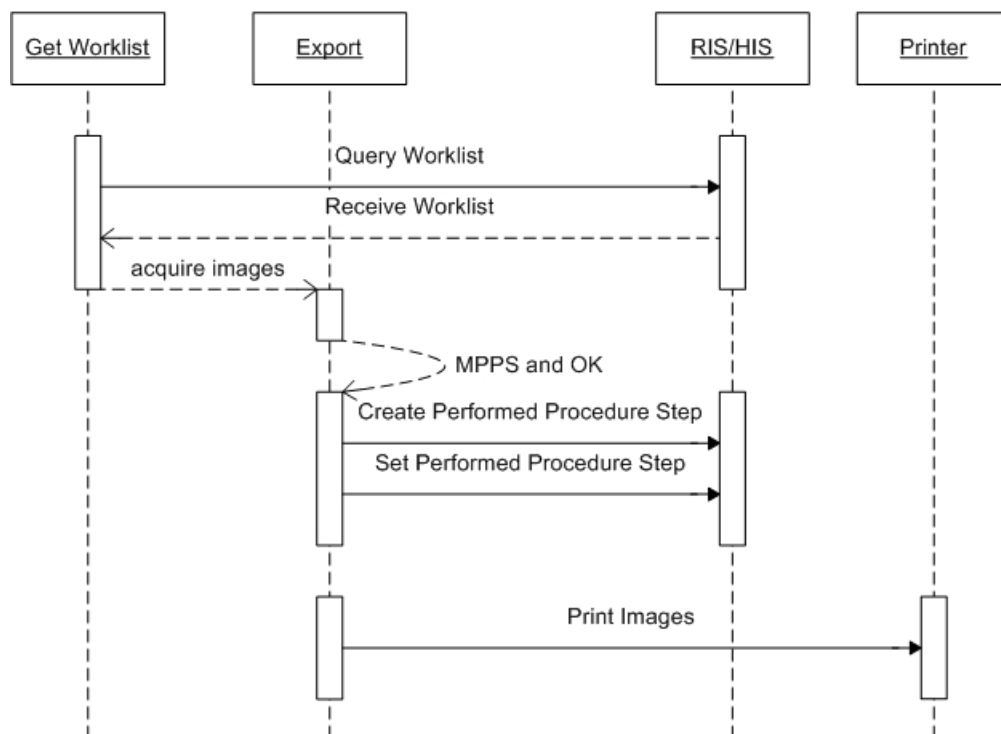 Get Worklist
Export
RIS/HIS
Printer
Query Worklist
Receive Worklist
acquire images
MPPS and OK
Create Performed Procedure Step
Set Performed Procedure Step
Print Images